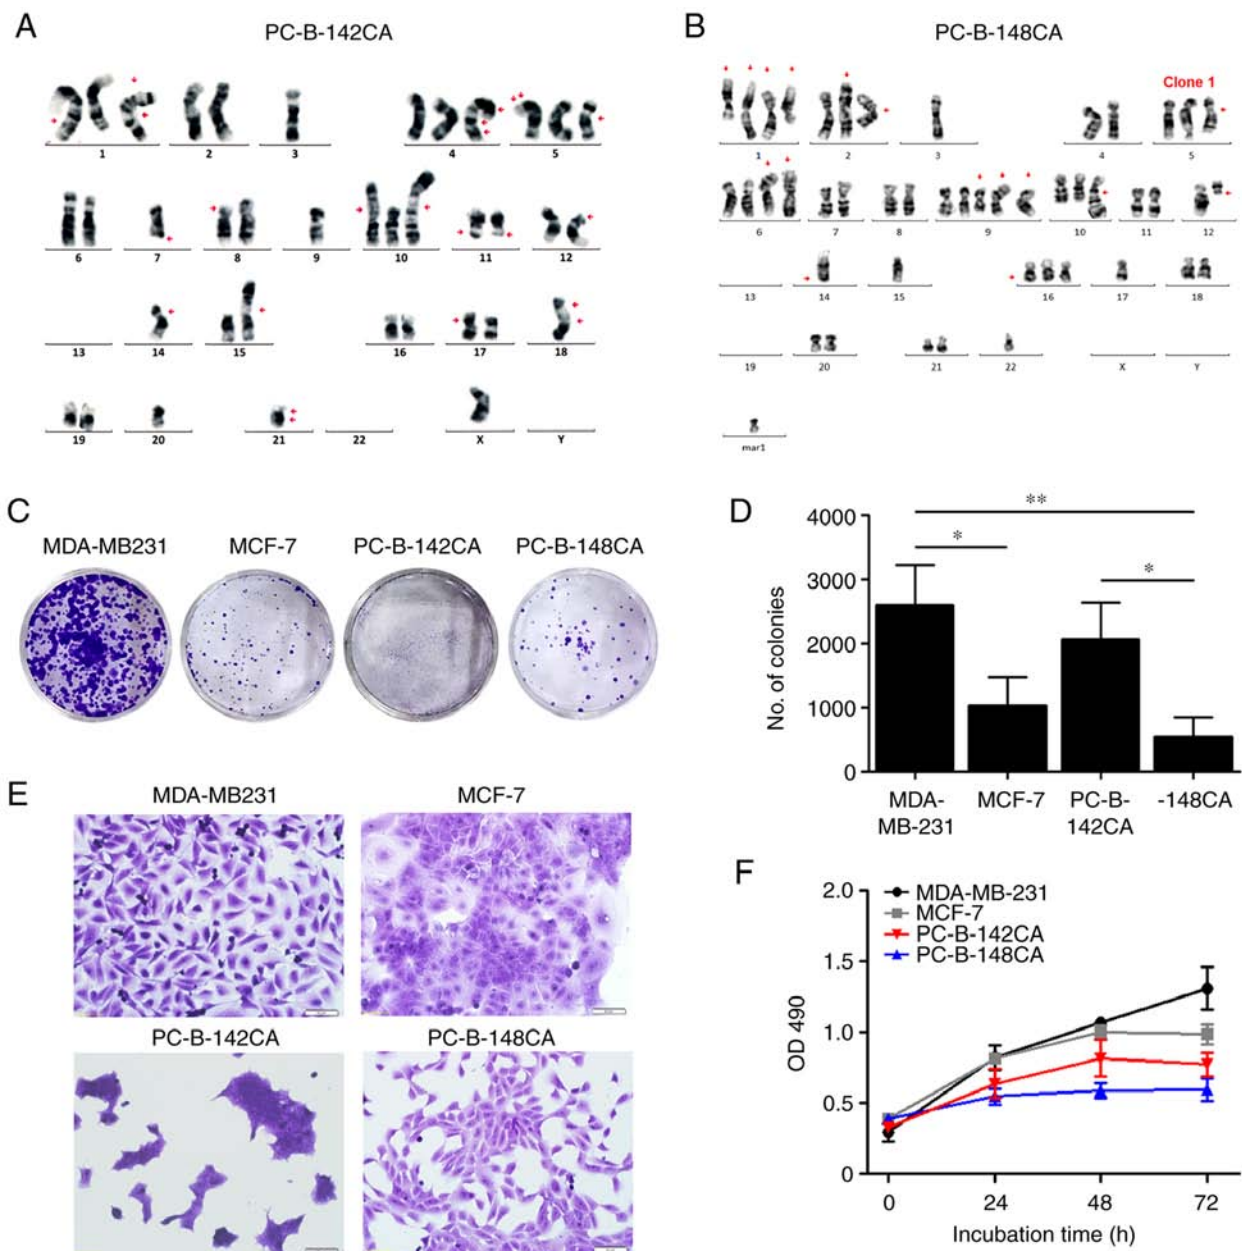 A
PC-B-142CA
1 2 3 4 5
6 7 8 9 10 11 12
13 14 15 16 17 18
19 20 21 22 X Y
B
PC-B-148CA
Clone 1
1 2 3 4 5
6 7 8 9 10 11 12
13 14 15 16 17 18
19 20 21 22 X Y
mar1
C
MDA-MB231 MCF-7 PC-B-142CA PC-B-148CA
D
No. of colonies
4000
3000
2000
1000
0
**
* *
MDA- MCF-7 PC-B- -148CA
MB-231 142CA
E
MDA-MB231 MCF-7
PC-B-142CA PC-B-148CA
F
OD 490
2.0
1.5
1.0
0.5
0
MDA-MB-231
MCF-7
PC-B-142CA
PC-B-148CA
0 24 48 72
Incubation time (h)